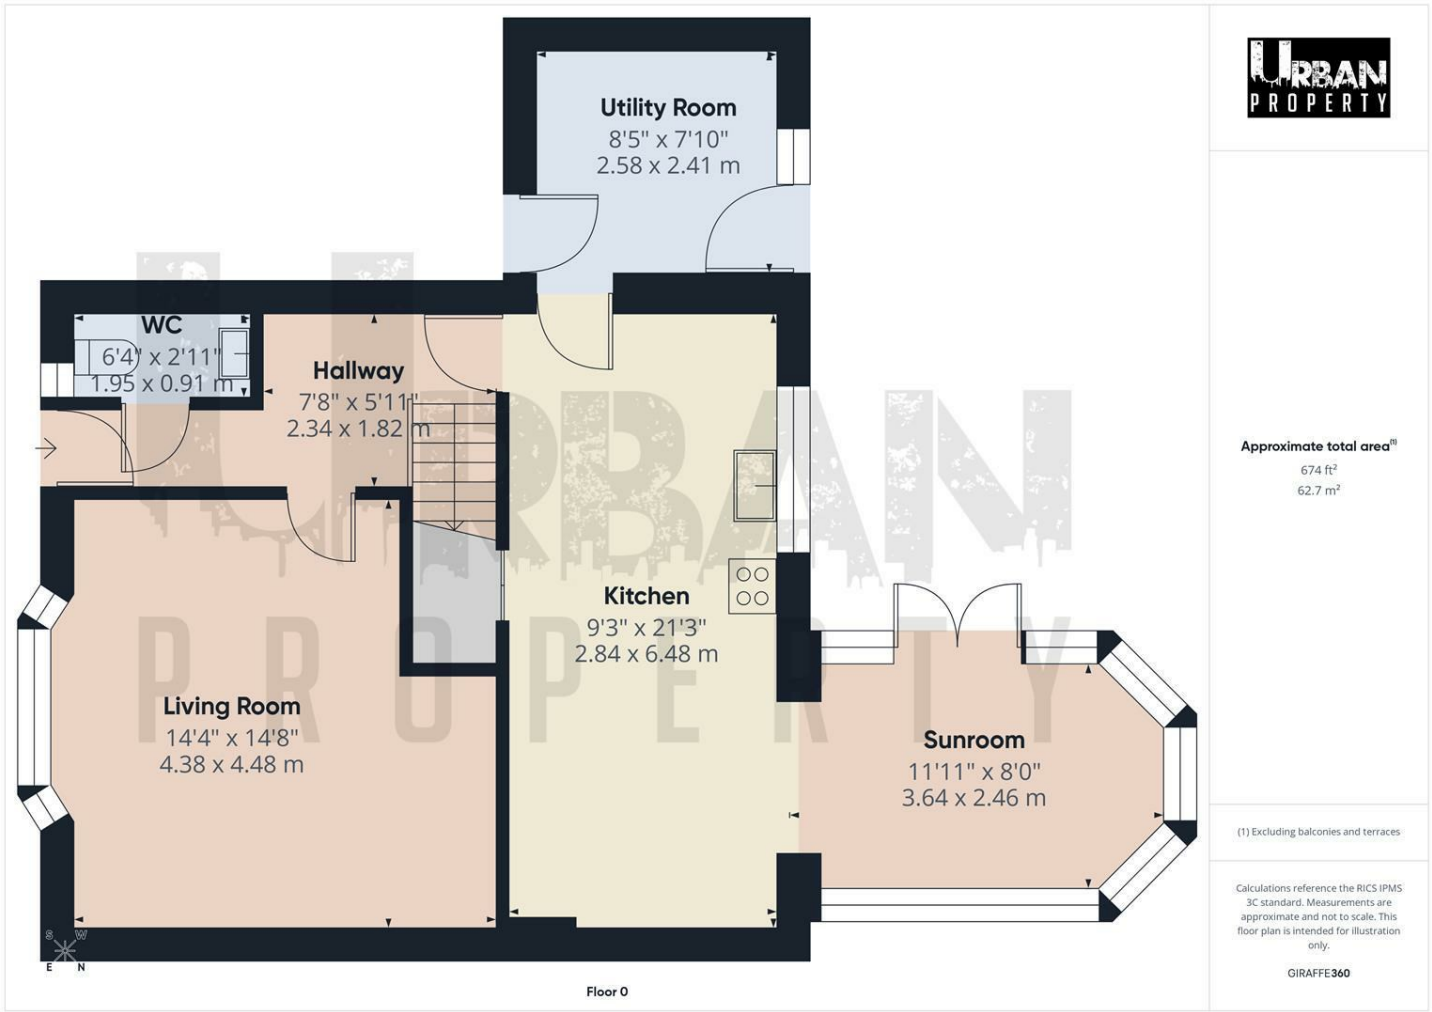 Utility Room
8'5" x 7'10"
2.58 x 2.41 m
WC
6'4" x 2'11"
1.95 x 0.91 m
Hallway
7'8" x 5'11"
2.34 x 1.82 m
Kitchen
9'3" x 21'3"
2.84 x 6.48 m
Living Room
14'4" x 14'8"
4.38 x 4.48 m
Sunroom
11'11" x 8'0"
3.64 x 2.46 m
URBAN
PROPERTY
S W
E N
Floor 0
URBAN
PROPERTY
Approximate total area(1)
674 ft²
62.7 m²
(1) Excluding balconies and terraces
Calculations reference the RICS IPMS
3C standard. Measurements are
approximate and not to scale. This
floor plan is intended for illustration
only.
GIRAFFE360